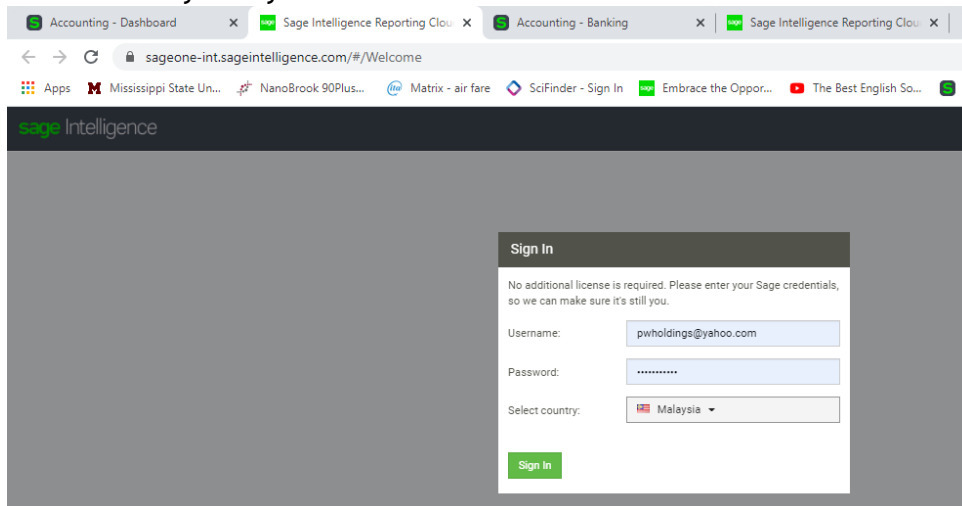 Accounting - Dashboard
Sage Intelligence Reporting Clou
Accounting - Banking
Sage Intelligence Reporting Clou
sageone-int.sageintelligence.com/#/Welcome
Apps
Mississippi State Un...
NanoBrook 90Plus...
Matrix - air fare
SciFinder - Sign In
Embrace the Oppor...
The Best English So...
sage Intelligence
Sign In
No additional license is required. Please enter your Sage credentials,
so we can make sure it's still you.
Username: pwholdings@yahoo.com
Password: •••••••••••
Select country: Malaysia
Sign In